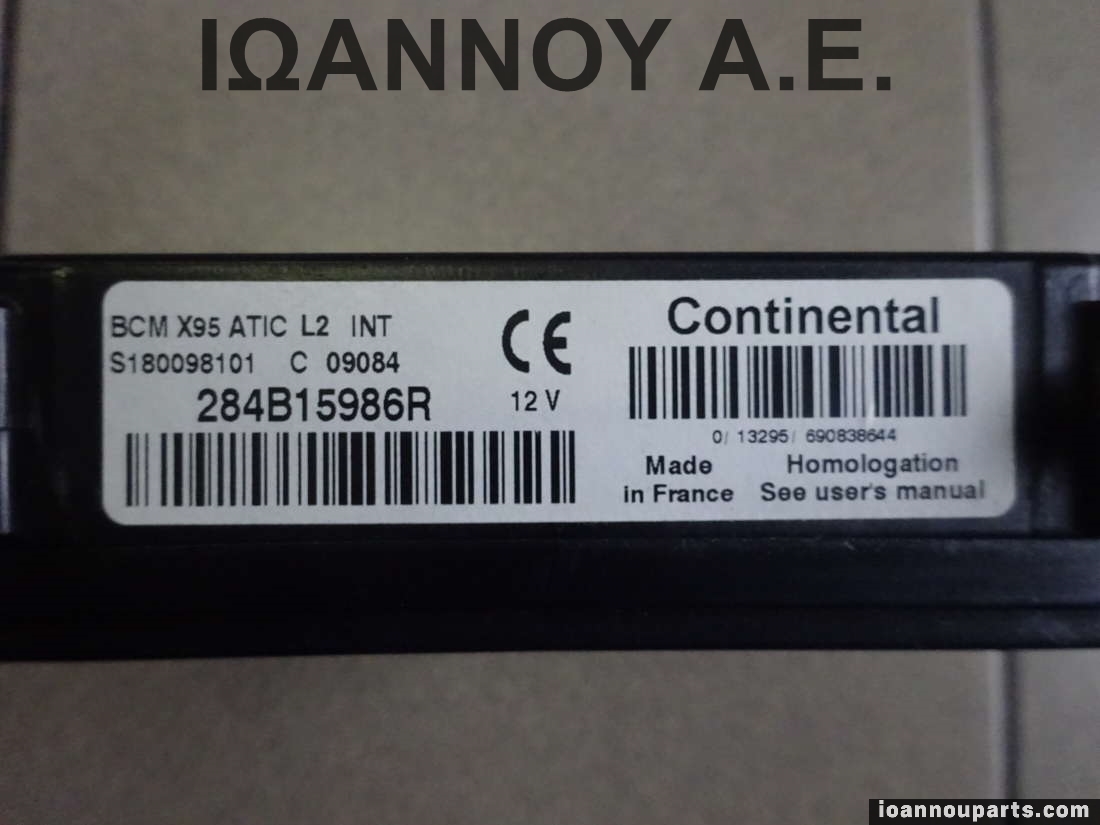 ΙΩΑΝΝΟΥ Α.Ε.
BCM X95 ATIC L2 INT
S180098101 C 09084
284B15986R
CE
12 V
Continental
0/ 13295/ 690838644
Made
in France
Homologation
See user's manual
ioannouparts.com